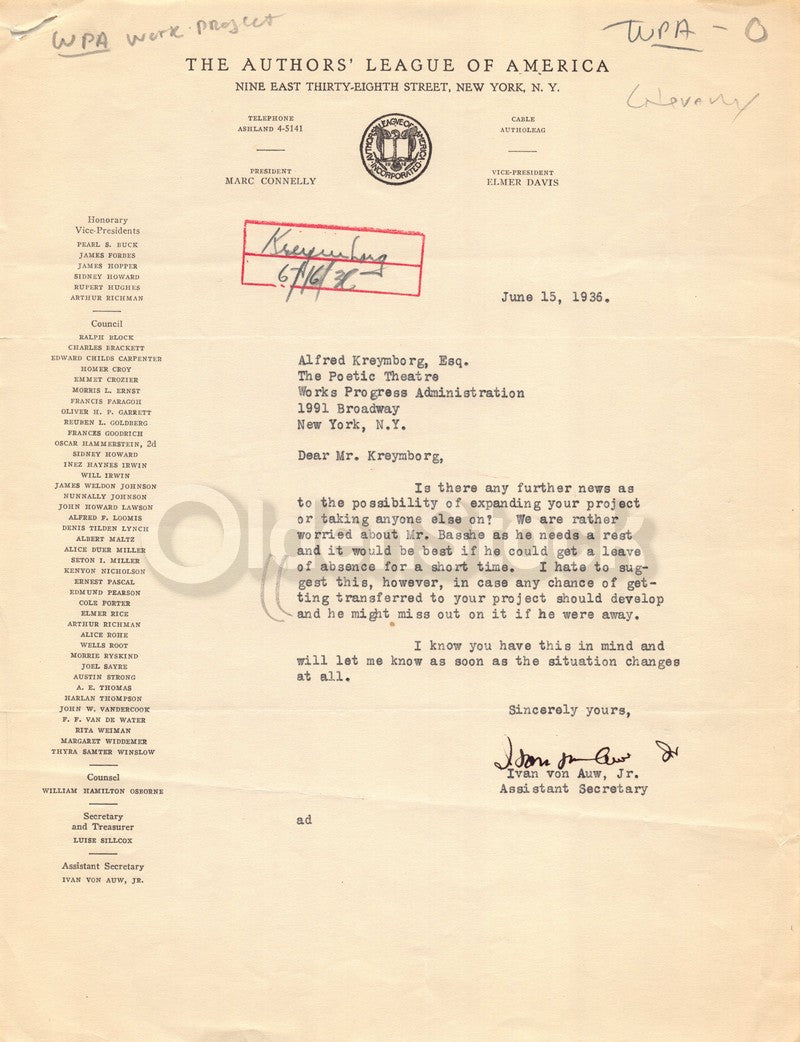 WPA work project
WPA - O
THE AUTHORS' LEAGUE OF AMERICA
NINE EAST THIRTY-EIGHTH STREET, NEW YORK, N. Y.
TELEPHONE
ASHLAND 4-5141
PRESIDENT
MARC CONNELLY
AUTHORS LEAGUE OF AMERICA
INCORPORATED
CABLE
AUTHOLEAG
VICE-PRESIDENT
ELMER DAVIS
Honorary
Vice-Presidents
PEARL S. BUCK
JAMES FORBES
JAMES HOPPER
SIDNEY HOWARD
RUPERT HUGHES
ARTHUR RICHMAN
Council
RALPH BLOCK
CHARLES BRACKETT
EDWARD CHILDS CARPENTER
HOMER CROY
EMMET CROZIER
MORRIS L. ERNST
FRANCIS FARAGOH
OLIVER H. P. GARRETT
REUBEN L. GOLDBERG
FRANCES GOODRICH
OSCAR HAMMERSTEIN, 2d
SIDNEY HOWARD
INEZ HAYNES IRWIN
WILL IRWIN
JAMES WELDON JOHNSON
NUNNALLY JOHNSON
JOHN HOWARD LAWSON
ALFRED F. LOOMIS
DENIS TILDEN LYNCH
ALBERT MALTZ
ALICE DUER MILLER
SETON I. MILLER
KENYON NICHOLSON
ERNEST PASCAL
EDMUND PEARSON
COLE PORTER
ELMER RICE
ARTHUR RICHMAN
ALICE ROHE
WELLS ROOT
MORRIE RYSKIND
JOEL SAYRE
AUSTIN STRONG
A. E. THOMAS
HARLAN THOMPSON
JOHN W. VANDERCOOK
F. F. VAN DE WATER
RITA WEIMAN
MARGARET WIDDEMER
THYRA SAMTER WINSLOW
Counsel
WILLIAM HAMILTON OSBORNE
Secretary
and Treasurer
LUISE SILLCOX
Assistant Secretary
IVAN VON AUW, JR.
Kreymborg
6/16/36
June 15, 1936.
Alfred Kreymborg, Esq.
The Poetic Theatre
Works Progress Administration
1991 Broadway
New York, N.Y.
Dear Mr. Kreymborg,
Is there any further news as
to the possibility of expanding your project
or taking anyone else on? We are rather
worried about Mr. Basshe as he needs a rest
and it would be best if he could get a leave
of absence for a short time. I hate to sug-
gest this, however, in case any chance of get-
ting transferred to your project should develop
and he might miss out on it if he were away.
I know you have this in mind and
will let me know as soon as the situation changes
at all.
Sincerely yours,
Ivan von Auw Jr
Ivan von Auw, Jr.
Assistant Secretary
ad